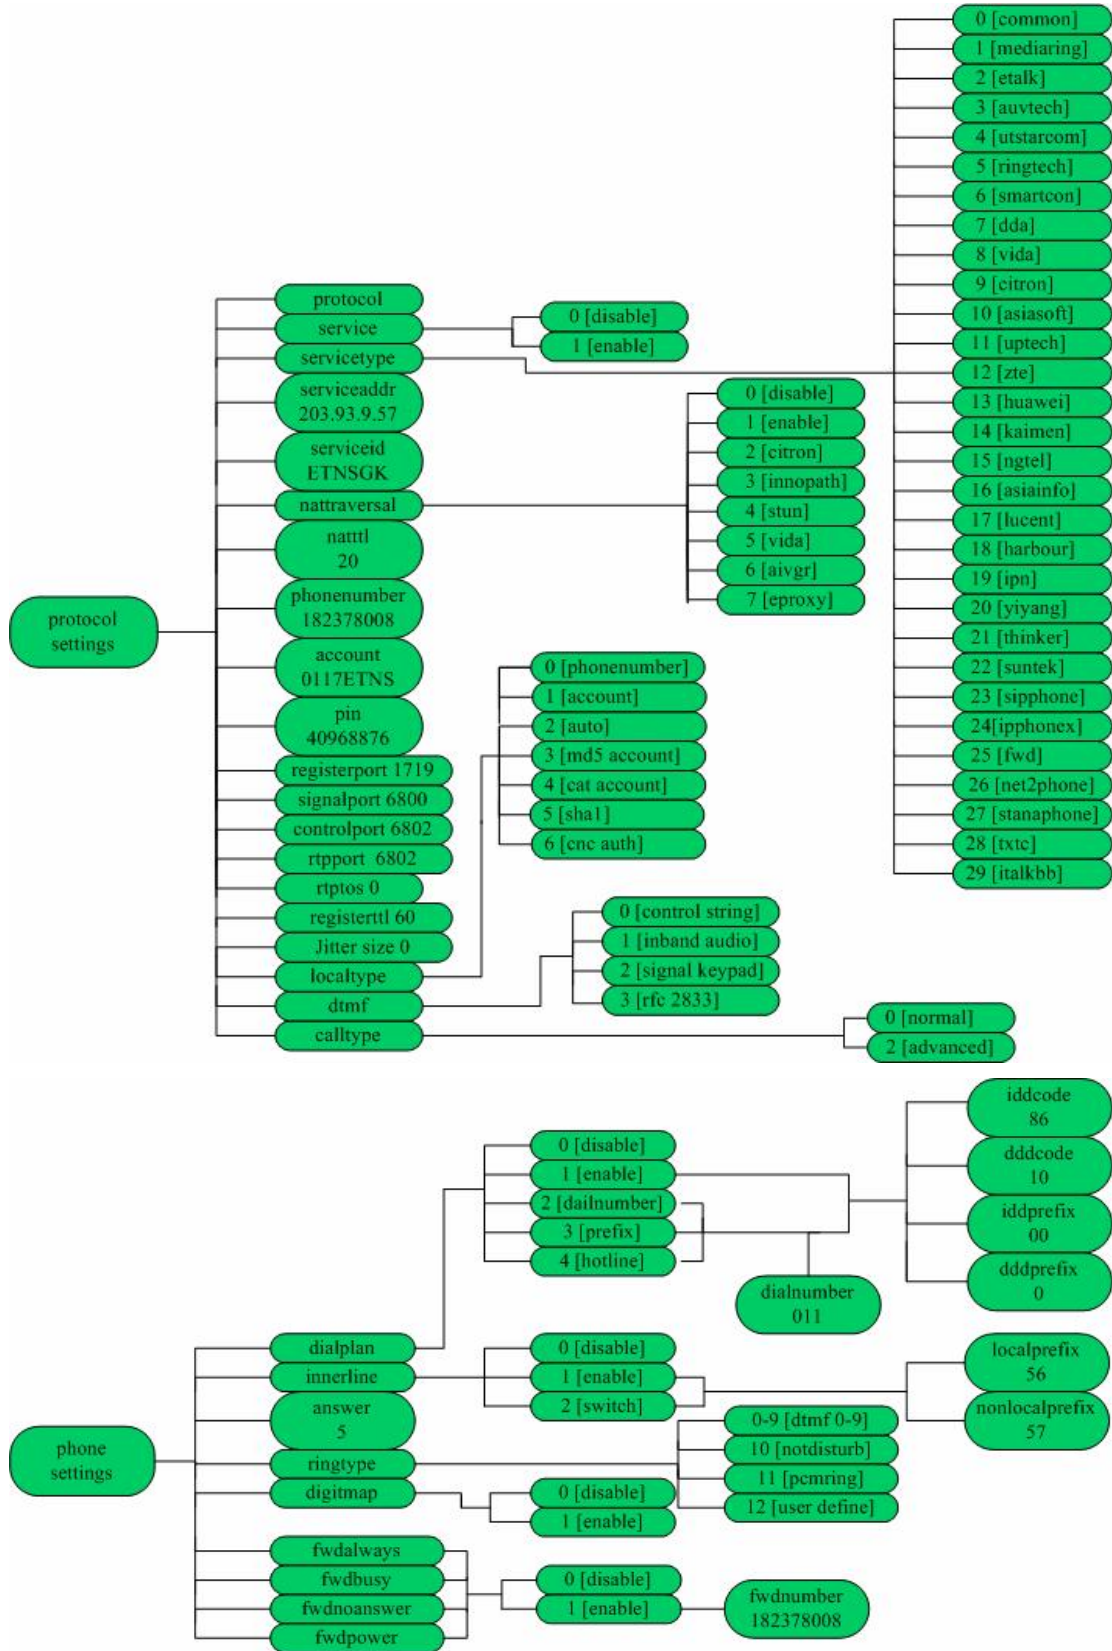 protocol
settings
protocol
service
0 [disable]
1 [enable]
servicetype
0 [common]
1 [mediaring]
2 [etalk]
3 [auvtech]
4 [utstarcom]
5 [ringtech]
6 [smartcon]
7 [dda]
8 [vida]
9 [citron]
10 [asiasoft]
11 [uptech]
12 [zte]
13 [huawei]
14 [kaimen]
15 [ngtel]
16 [asiainfo]
17 [lucent]
18 [harbour]
19 [ipn]
20 [yiyang]
21 [thinker]
22 [suntek]
23 [sipphone]
24[ipphonex]
25 [fwd]
26 [net2phone]
27 [stanaphone]
28 [txtc]
29 [italkbb]
serviceaddr
203.93.9.57
serviceid
ETNSGK
nattraversal
0 [disable]
1 [enable]
2 [citron]
3 [innopath]
4 [stun]
5 [vida]
6 [aivgr]
7 [eproxy]
natttl
20
phonenumber
182378008
account
0117ETNS
pin
40968876
registerport 1719
signalport 6800
controlport 6802
rtpport 6802
rtptos 0
registerttl 60
Jitter size 0
localtype
0 [phonenumber]
1 [account]
2 [auto]
3 [md5 account]
4 [cat account]
5 [sha1]
6 [cnc auth]
dtmf
0 [control string]
1 [inband audio]
2 [signal keypad]
3 [rfc 2833]
calltype
0 [normal]
2 [advanced]
phone
settings
dialplan
0 [disable]
1 [enable]
2 [dailnumber]
3 [prefix]
4 [hotline]
dialnumber
011
iddcode
86
dddcode
10
iddprefix
00
dddprefix
0
innerline
0 [disable]
1 [enable]
2 [switch]
localprefix
56
nonlocalprefix
57
answer
5
ringtype
0-9 [dtmf 0-9]
10 [notdisturb]
11 [pcmring]
12 [user define]
digitmap
0 [disable]
1 [enable]
fwdalways
fwdbusy
fwdnoanswer
fwdpower
0 [disable]
1 [enable]
fwdnumber
182378008